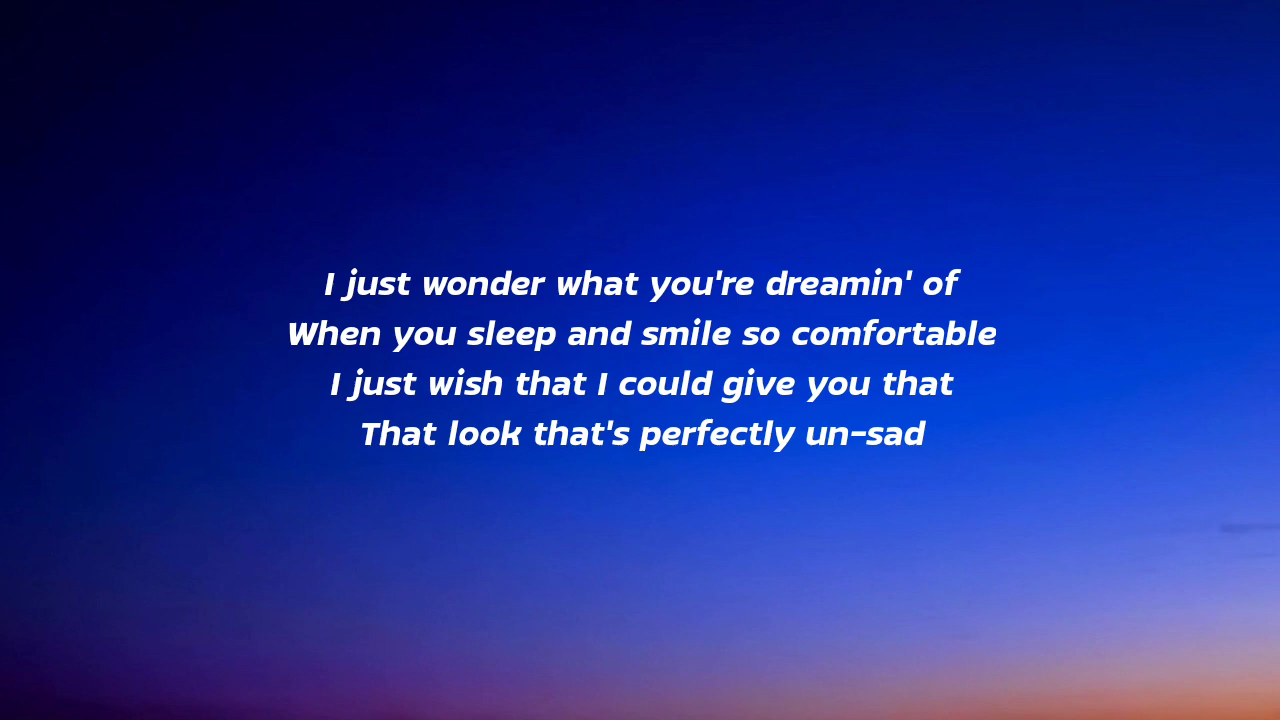 I just wonder what you're dreamin' of
When you sleep and smile so comfortable
I just wish that I could give you that
That look that's perfectly un-sad